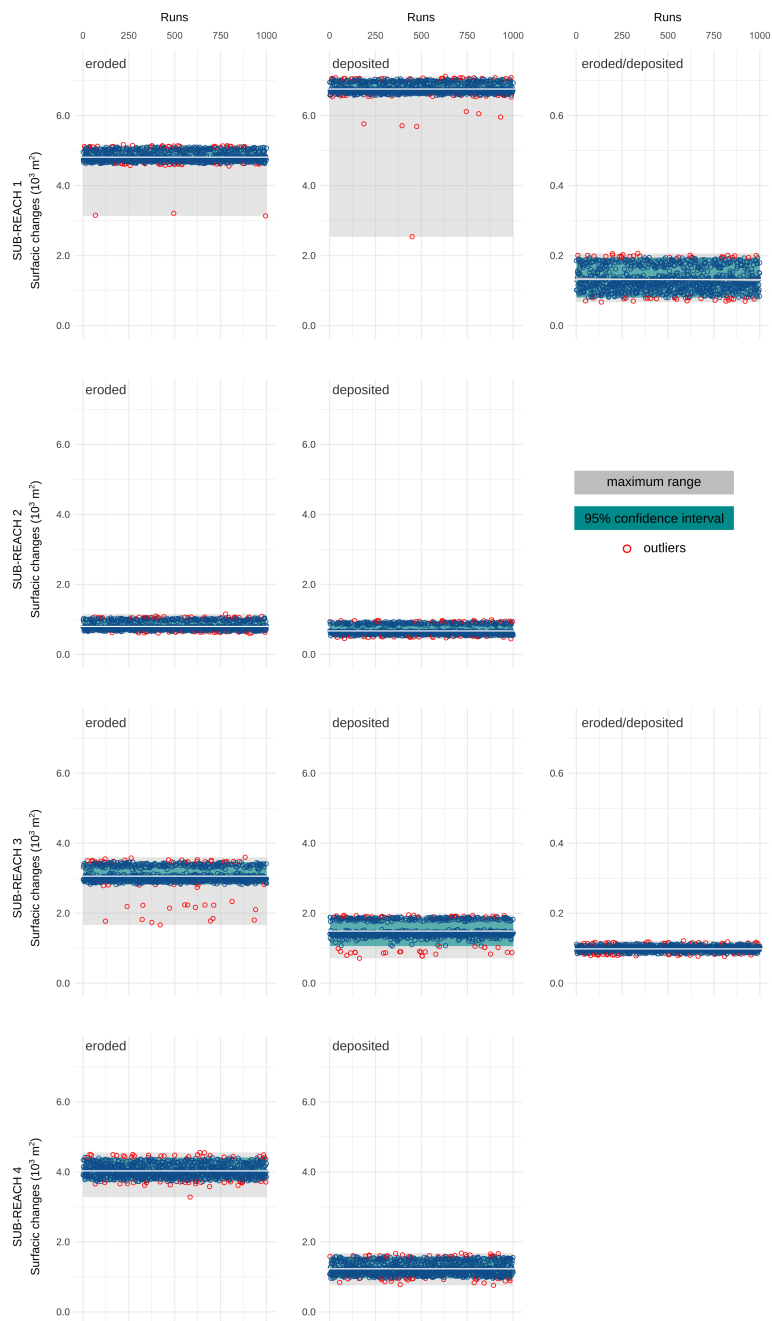 Runs Runs Runs
0 250 500 750 1000 0 250 500 750 1000 0 250 500 750 1000
eroded deposited eroded/deposited
6.0 6.0 0.6
4.0 4.0 0.4
2.0 2.0 0.2
0.0 0.0 0.0
SUB-REACH 1
Surfacic changes (10³ m²)
eroded deposited
6.0 6.0
4.0 4.0
2.0 2.0
0.0 0.0
SUB-REACH 2
Surfacic changes (10³ m²)
maximum range
95% confidence interval
outliers
eroded deposited eroded/deposited
6.0 6.0 0.6
4.0 4.0 0.4
2.0 2.0 0.2
0.0 0.0 0.0
SUB-REACH 3
Surfacic changes (10³ m²)
eroded deposited
6.0 6.0
4.0 4.0
2.0 2.0
0.0 0.0
SUB-REACH 4
Surfacic changes (10³ m²)